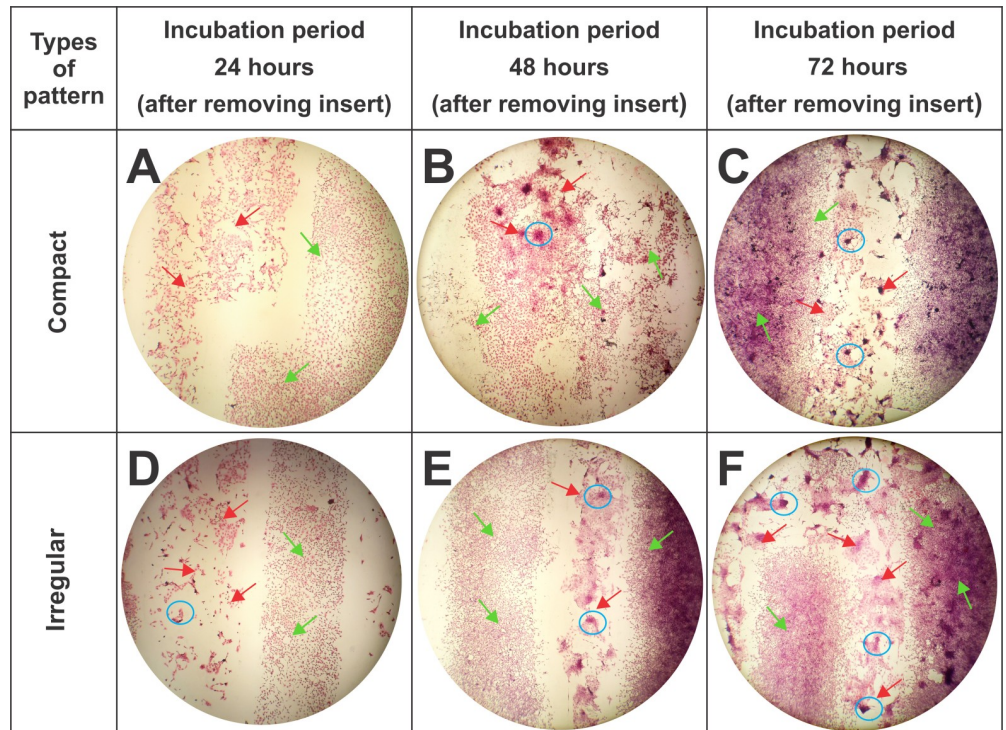 Types
of
pattern
Incubation period
24 hours
(after removing insert)
Incubation period
48 hours
(after removing insert)
Incubation period
72 hours
(after removing insert)
Compact
A
B
C
Irregular
D
E
F